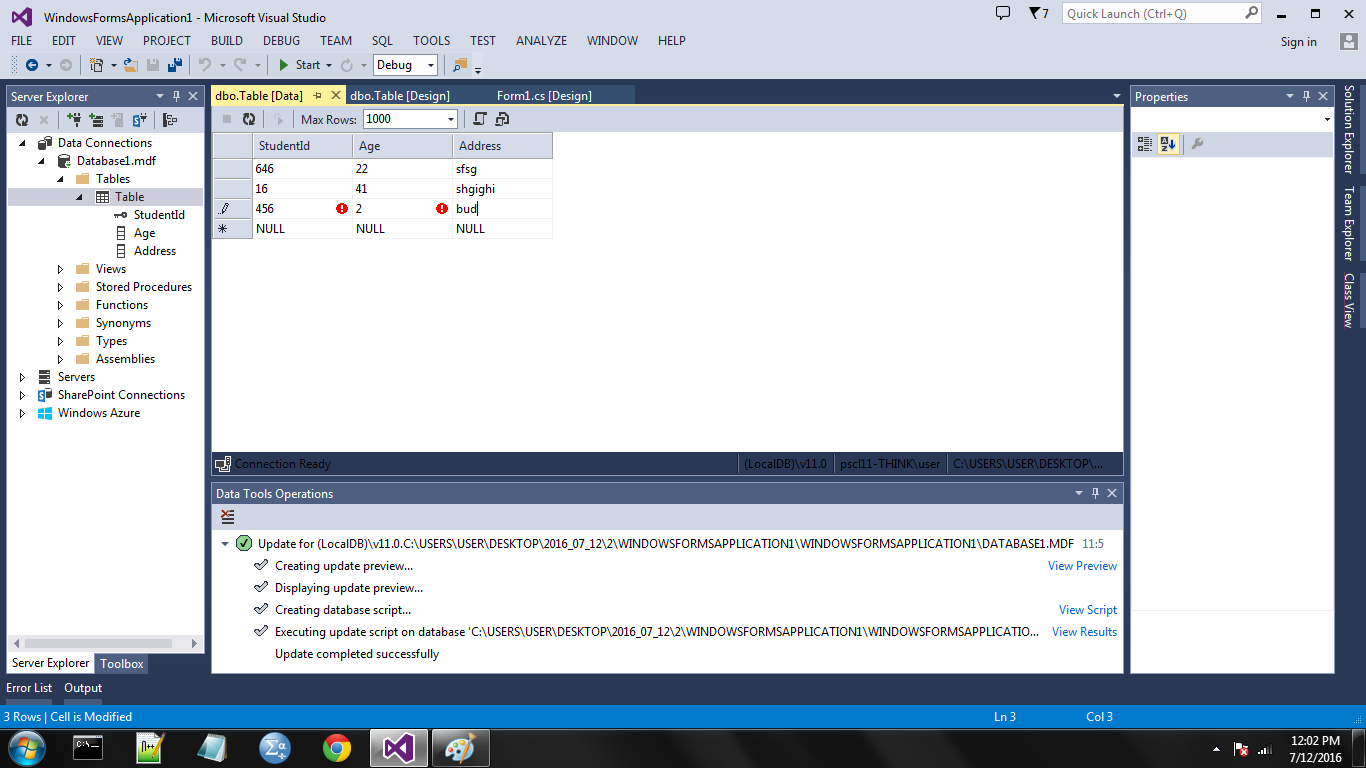 WindowsFormsApplication1 - Microsoft Visual Studio
7
Quick Launch (Ctrl+Q)
FILE EDIT VIEW PROJECT BUILD DEBUG TEAM SQL TOOLS TEST ANALYZE WINDOW HELP
Sign in
Start
Debug
Server Explorer
Data Connections
Database1.mdf
Tables
Table
StudentId
Age
Address
Views
Stored Procedures
Functions
Synonyms
Types
Assemblies
Servers
SharePoint Connections
Windows Azure
Server Explorer Toolbox
dbo.Table [Data] dbo.Table [Design] Form1.cs [Design]
Max Rows: 1000
StudentId Age Address
646 22 sfsg
16 41 shgighi
456 2 bud
NULL NULL NULL
Connection Ready (LocalDB)\v11.0 pscl11-THINK\user C:\USERS\USER\DESKTOP\...
Data Tools Operations
Update for (LocalDB)\v11.0.C:\USERS\USER\DESKTOP\2016_07_12\2\WINDOWSFORMSAPPLICATION1\WINDOWSFORMSAPPLICATION1\DATABASE1.MDF 11:5
Creating update preview... View Preview
Displaying update preview...
Creating database script... View Script
Executing update script on database 'C:\USERS\USER\DESKTOP\2016_07_12\2\WINDOWSFORMSAPPLICATION1\WINDOWSFORMSAPPLICATIO... View Results
Update completed successfully
Properties
Solution Explorer
Team Explorer
Class View
Error List Output
3 Rows | Cell is Modified Ln 3 Col 3
12:02 PM
7/12/2016